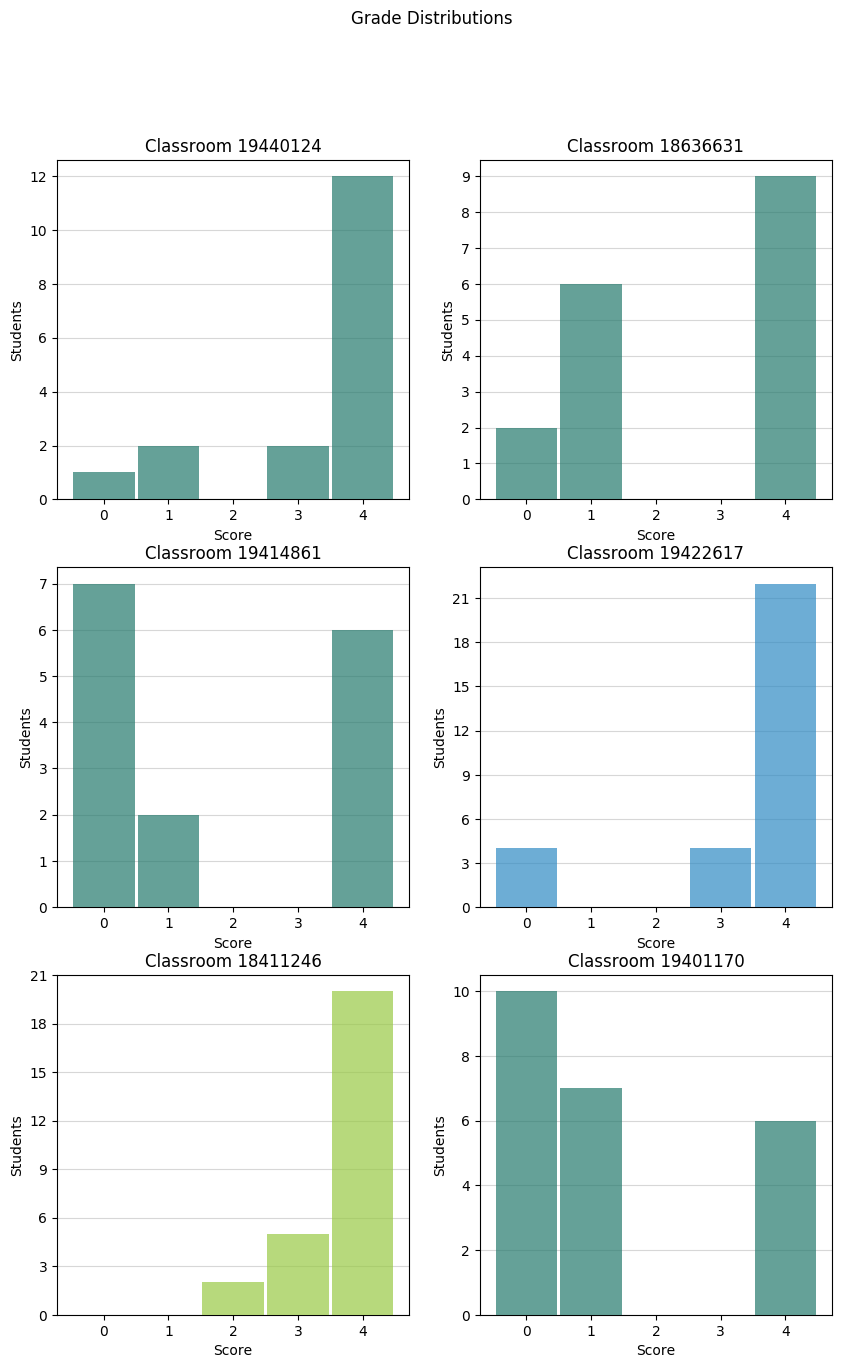 Grade Distributions
Classroom 19440124
12
10
8
6
4
2
0
Students
0 1 2 3 4
Score
Classroom 18636631
9
8
7
6
5
4
3
2
1
0
Students
0 1 2 3 4
Score
Classroom 19414861
7
6
5
4
3
2
1
0
Students
0 1 2 3 4
Score
Classroom 19422617
21
18
15
12
9
6
3
0
Students
0 1 2 3 4
Score
Classroom 18411246
21
18
15
12
9
6
3
0
Students
0 1 2 3 4
Score
Classroom 19401170
10
8
6
4
2
0
Students
0 1 2 3 4
Score